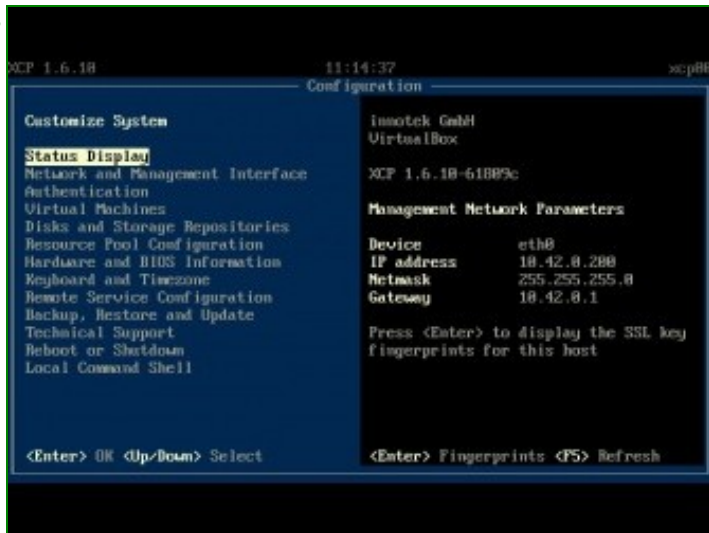 XCP 1.6.10 11:14:37 xcp00
Configuration
Customize System
Status Display
Network and Management Interface
Authentication
Virtual Machines
Disks and Storage Repositories
Resource Pool Configuration
Hardware and BIOS Information
Keyboard and Timezone
Remote Service Configuration
Backup, Restore and Update
Technical Support
Reboot or Shutdown
Local Command Shell
<Enter> OK <Up/Down> Select
innotek GmbH
VirtualBox
XCP 1.6.10-61809c
Management Network Parameters
Device eth0
IP address 10.42.0.200
Netmask 255.255.255.0
Gateway 10.42.0.1
Press <Enter> to display the SSL key
fingerprints for this host
<Enter> Fingerprints <F5> Refresh